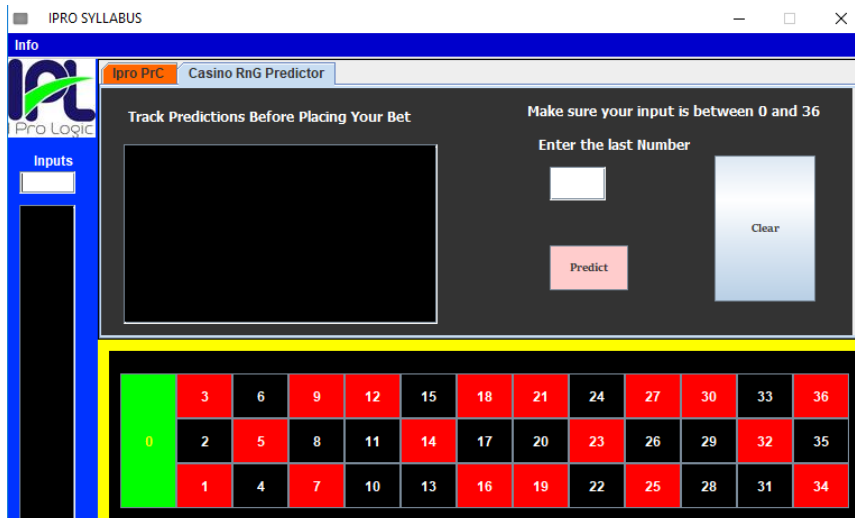 IPRO SYLLABUS
Info
IPL
I Pro Logic
Inputs
Ipro PrC Casino RnG Predictor
Track Predictions Before Placing Your Bet
Make sure your input is between 0 and 36
Enter the last Number
Predict
Clear
0
3 6 9 12 15 18 21 24 27 30 33 36
2 5 8 11 14 17 20 23 26 29 32 35
1 4 7 10 13 16 19 22 25 28 31 34